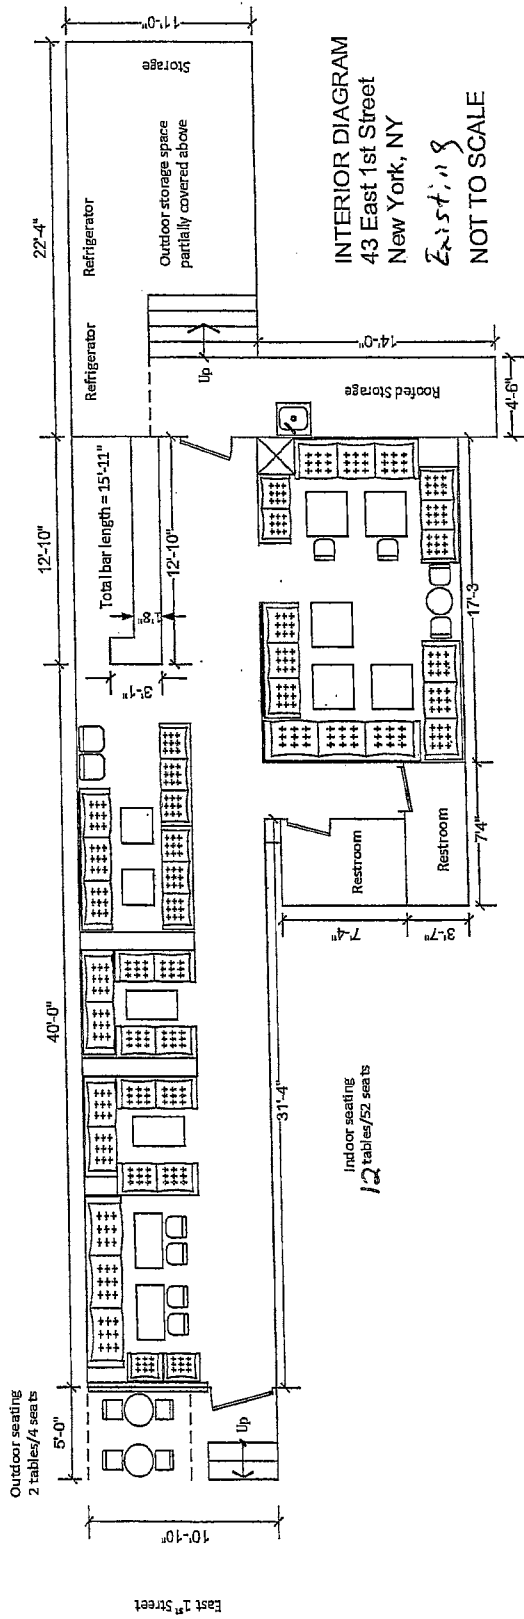 INTERIOR DIAGRAM
43 East 1st Street
New York, NY
Existing
NOT TO SCALE
22'-4"
11'-0"
Storage
Refrigerator
Refrigerator
Outdoor storage space
partially covered above
Up
14'-0"
Roofed Storage
4'-6"
12'-10"
Total bar length = 15'-11"
1'8"
12'-10"
3'-1"
17'-3
40'-0"
Restroom
Restroom
7'4"
7'-4"
3'-7"
31'-4"
Indoor seating
12 tables/52 seats
Outdoor seating
2 tables/4 seats
5'-0"
Up
10'-10"
East 1st Street